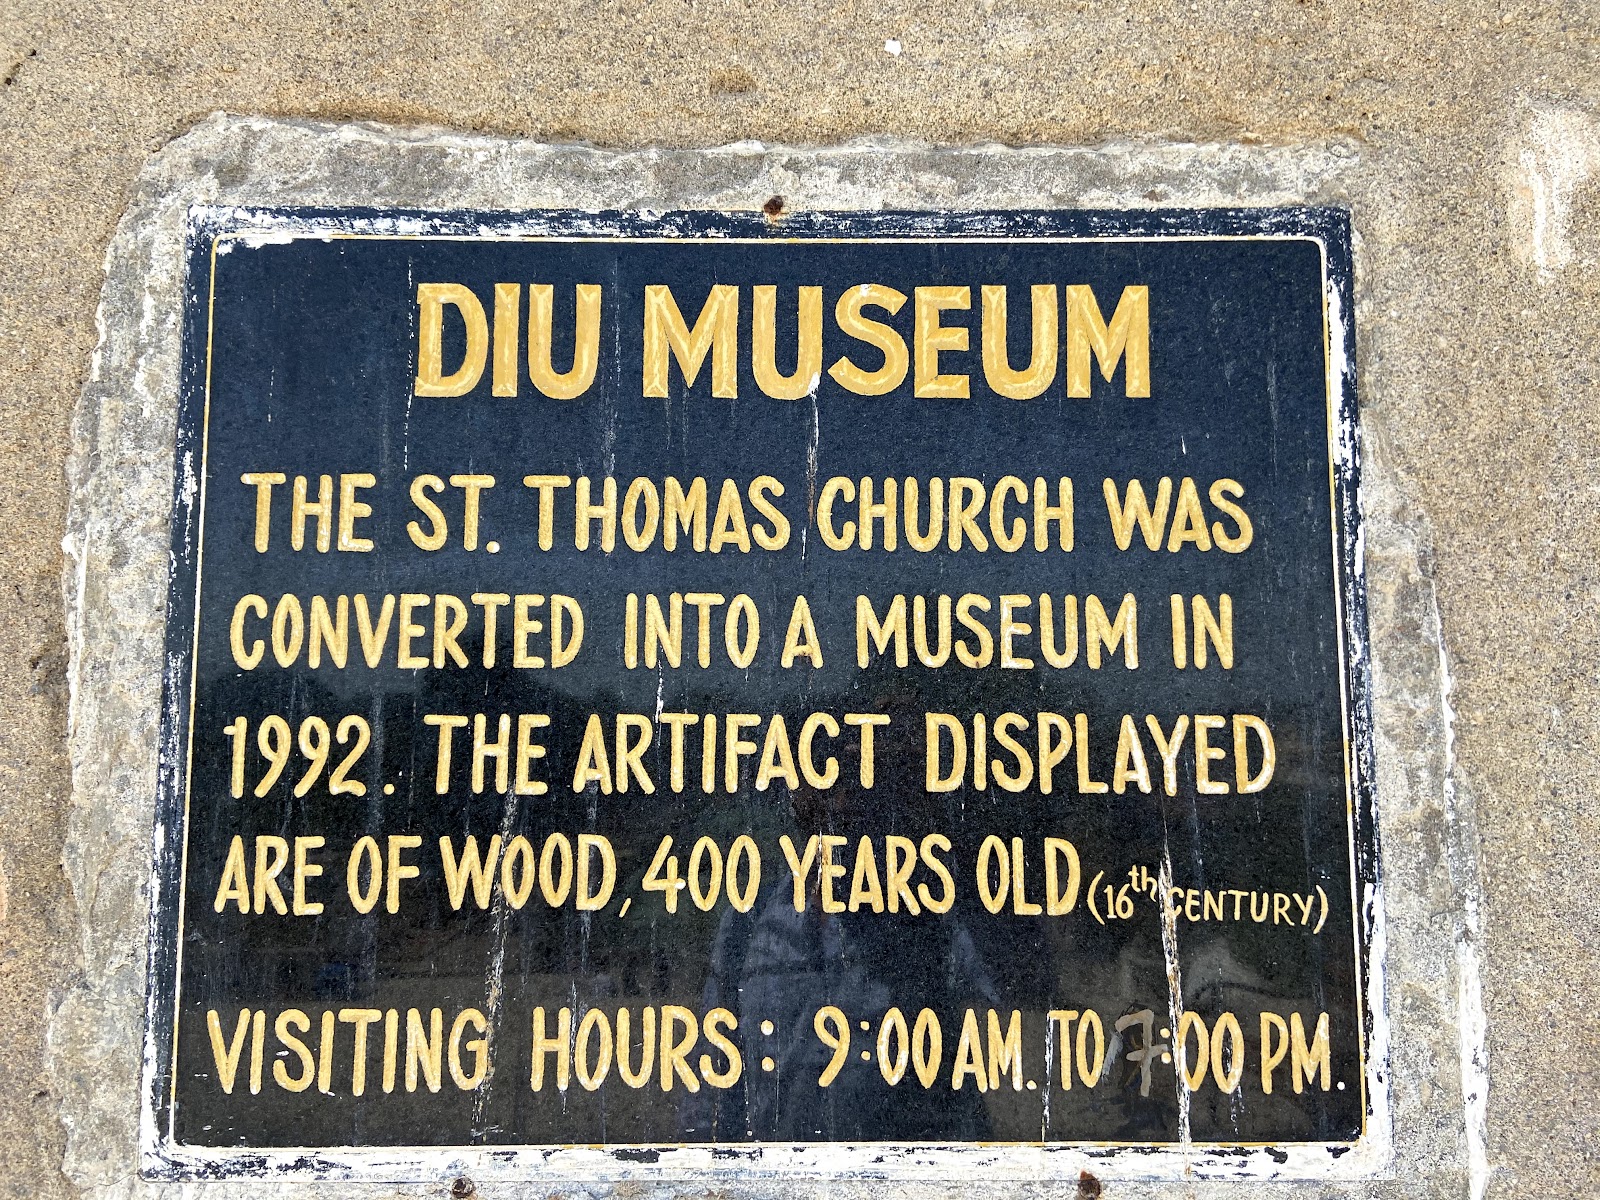 DIU MUSEUM
THE ST. THOMAS CHURCH WAS
CONVERTED INTO A MUSEUM IN
1992. THE ARTIFACT DISPLAYED
ARE OF WOOD, 400 YEARS OLD (16th CENTURY)
VISITING HOURS: 9:00 AM. TO 7:00 PM.